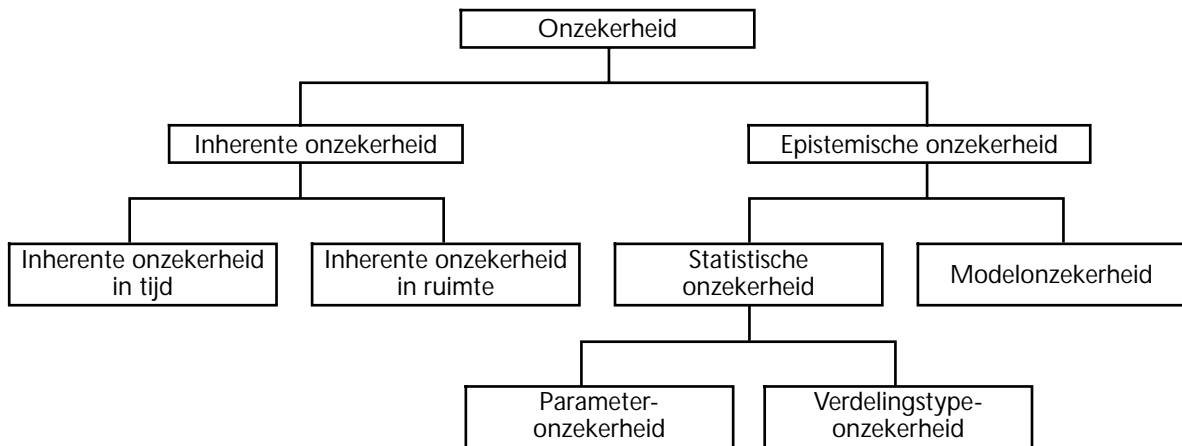 Onzekerheid
Inherente onzekerheid
Epistemische onzekerheid
Inherente onzekerheid
in tijd
Inherente onzekerheid
in ruimte
Statistische
onzekerheid
Modelonzekerheid
Parameter-
onzekerheid
Verdelingstype-
onzekerheid